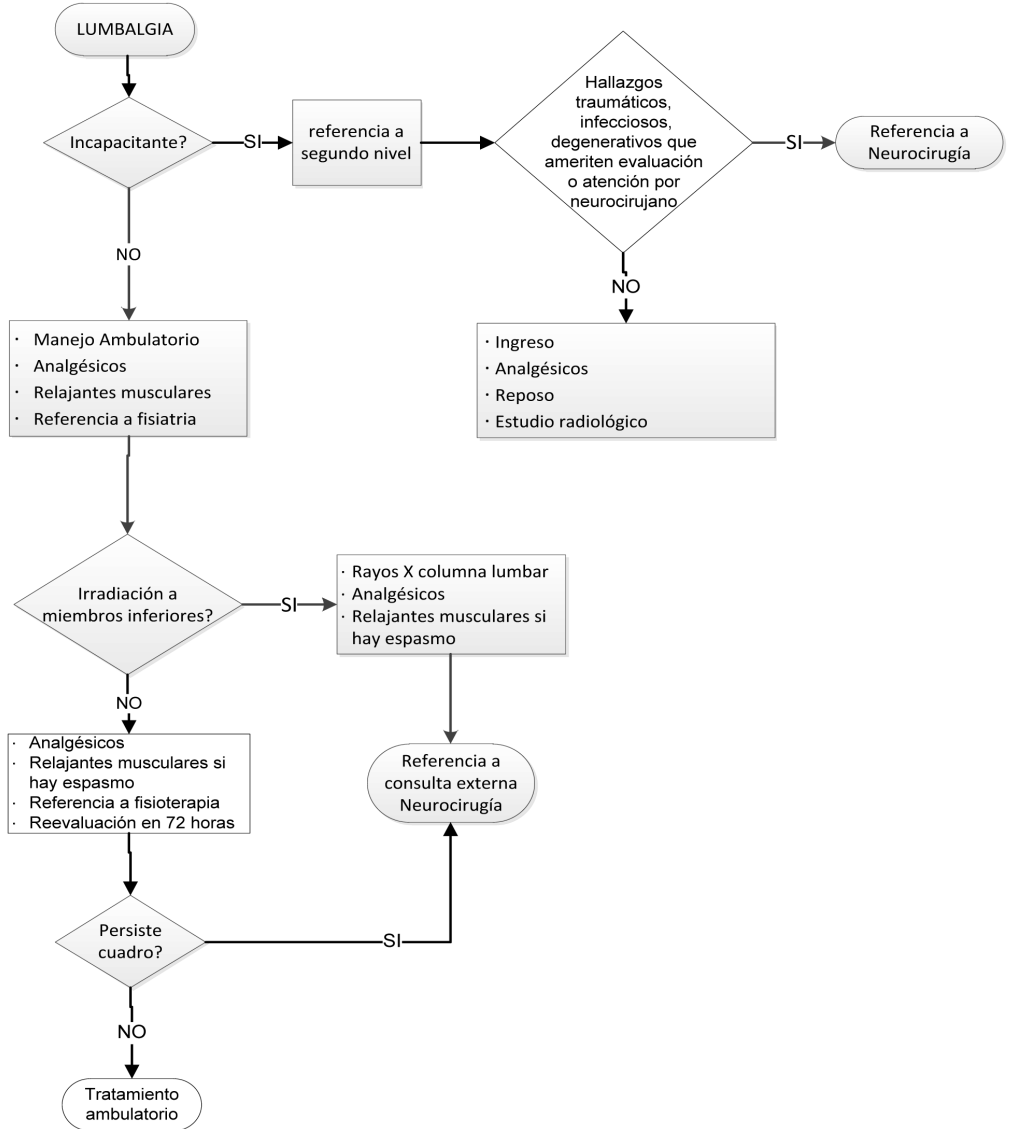 LUMBALGIA
Incapacitante?
SI
referencia a
segundo nivel
Hallazgos
traumáticos,
infecciosos,
degenerativos que
ameriten evaluación
o atención por
neurocirujano
SI
Referencia a
Neurocirugía
NO
NO
· Manejo Ambulatorio
· Analgésicos
· Relajantes musculares
· Referencia a fisiatria
· Ingreso
· Analgésicos
· Reposo
· Estudio radiológico
Irradiación a
miembros inferiores?
SI
· Rayos X columna lumbar
· Analgésicos
· Relajantes musculares si
hay espasmo
NO
· Analgésicos
· Relajantes musculares si
hay espasmo
· Referencia a fisioterapia
· Reevaluación en 72 horas
Referencia a
consulta externa
Neurocirugía
Persiste
cuadro?
SI
NO
Tratamiento
ambulatorio